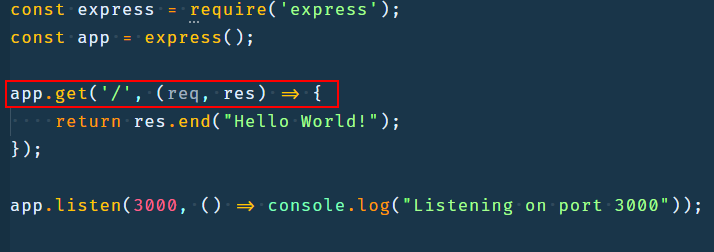 const express = require('express');
const app = express();
app.get('/', (req, res) => {
return res.end("Hello World!");
});
app.listen(3000, () => console.log("Listening on port 3000"));